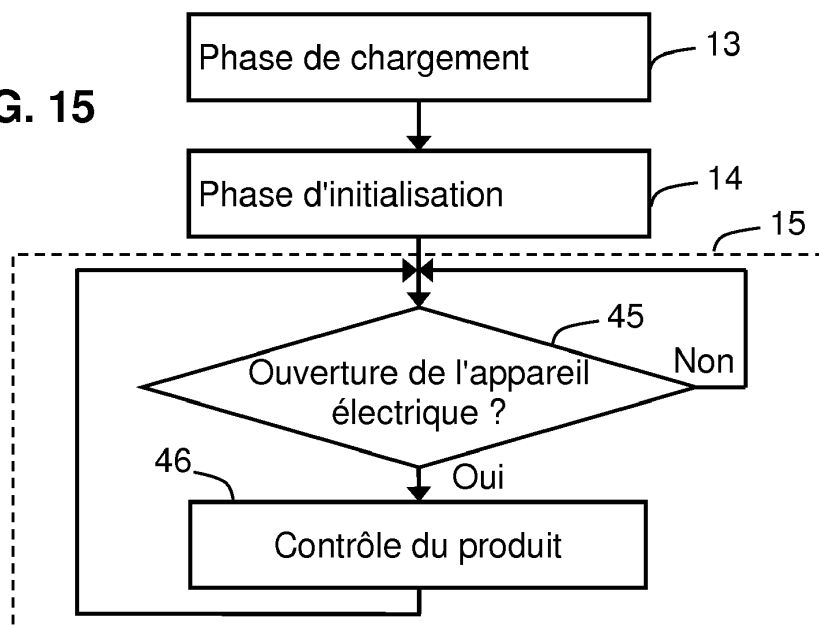 Phase de chargement
13
G. 15
Phase d'initialisation
14
15
45
Ouverture de l'appareil
électrique ?
Non
46
Oui
Contrôle du produit